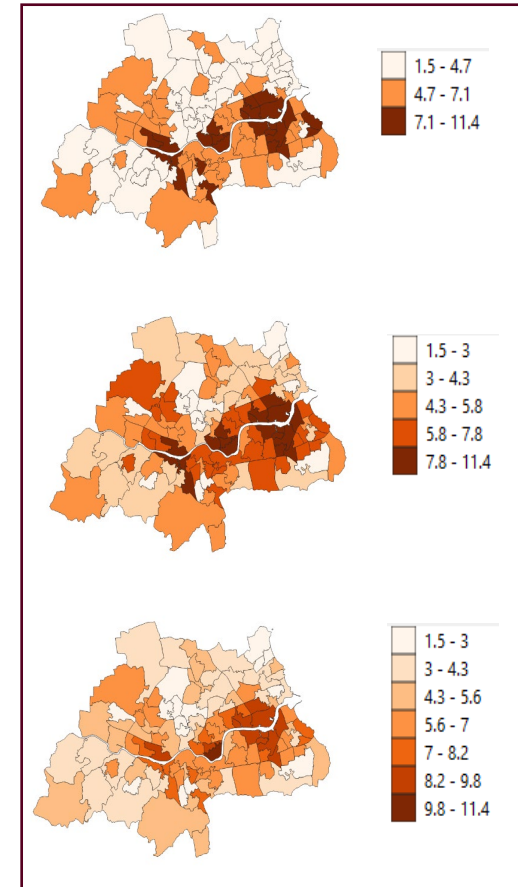 1.5 - 4.7
4.7 - 7.1
7.1 - 11.4
1.5 - 3
3 - 4.3
4.3 - 5.8
5.8 - 7.8
7.8 - 11.4
1.5 - 3
3 - 4.3
4.3 - 5.6
5.6 - 7
7 - 8.2
8.2 - 9.8
9.8 - 11.4